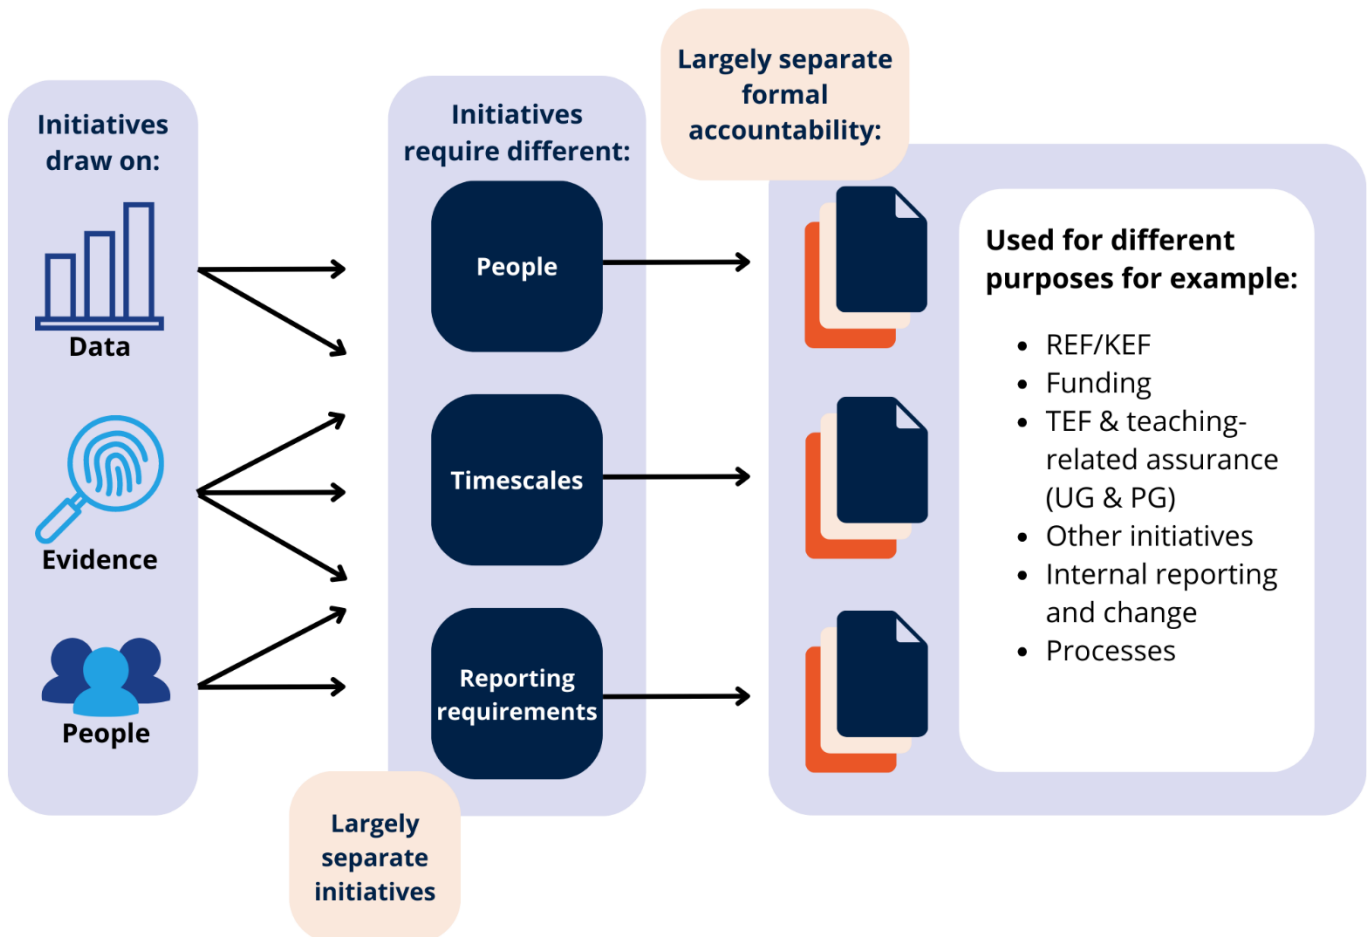 Initiatives
draw on:
Data
Evidence
People
Initiatives
require different:
People
Timescales
Reporting
requirements
Largely
separate
initiatives
Largely separate
formal
accountability:
Used for different
purposes for example:
• REF/KEF
• Funding
• TEF & teaching-
related assurance
(UG & PG)
• Other initiatives
• Internal reporting
and change
• Processes